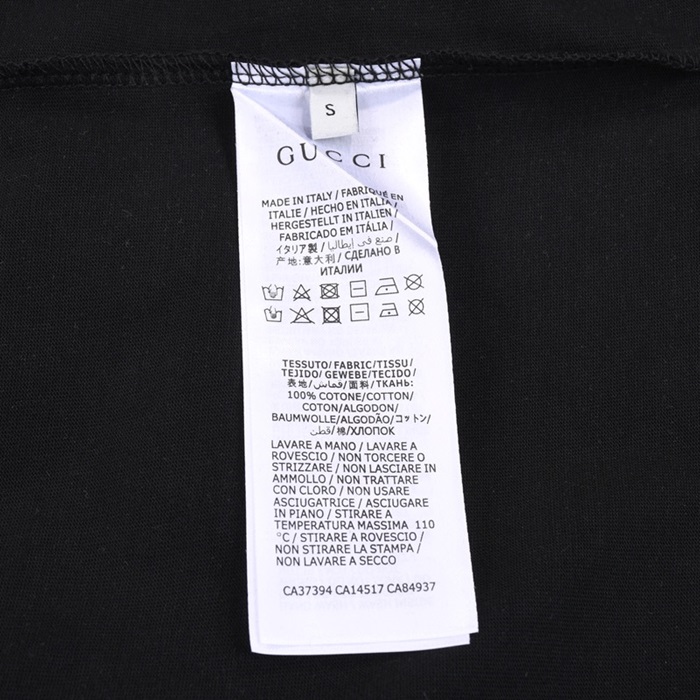 S
GUCCI
MADE IN ITALY / FABRIQUÉ EN
ITALIE / HECHO EN ITALIA /
HERGESTELLT IN ITALIEN /
FABRICADO EM ITÁLIA /
イタリア製 / صنع في إيطاليا /
产地:意大利 / СДЕЛАНО В
ИТАЛИИ
TESSUTO/FABRIC/TISSU/
TEJIDO/GEWEBE/TECIDO/
表地/قماش/面料/ТКАНЬ:
100% COTONE/COTTON/
COTON/ALGODON/
BAUMWOLLE/ALGODÃO/コットン/
قطن/棉/ХЛОПОК
LAVARE A MANO / LAVARE A
ROVESCIO / NON TORCERE O
STRIZZARE / NON LASCIARE IN
AMMOLLO / NON TRATTARE
CON CLORO / NON USARE
ASCIUGATRICE / ASCIUGARE
IN PIANO / STIRARE A
TEMPERATURA MASSIMA 110
°C / STIRARE A ROVESCIO /
NON STIRARE LA STAMPA /
NON LAVARE A SECCO
CA37394 CA14517 CA84937